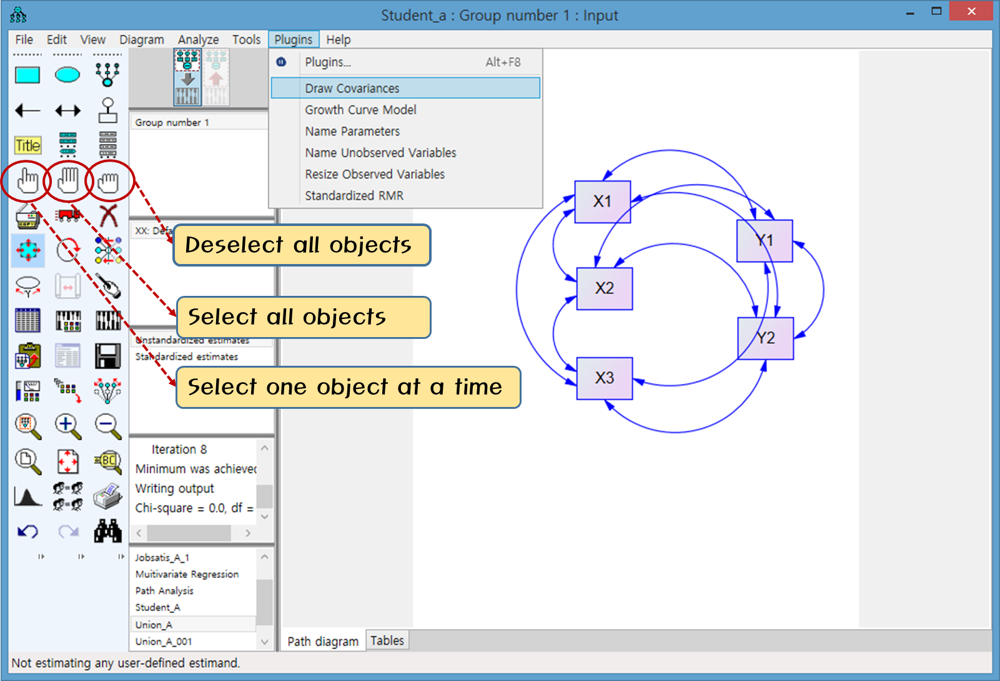 Student_a : Group number 1 : Input
File Edit View Diagram Analyze Tools Plugins Help
Plugins... Alt+F8
Draw Covariances
Growth Curve Model
Name Parameters
Name Unobserved Variables
Resize Observed Variables
Standardized RMR
Title
Group number 1
XX: Defa
Deselect all objects
Select all objects
Unstandardized estimates
Standardized estimates
Select one object at a time
Iteration 8
Minimum was achieved
Writing output
Chi-square = 0.0, df =
Jobsatis_A_1
Muitivariate Regression
Path Analysis
Student_A
Union_A
Union_A_001
X1
Y1
X2
Y2
X3
Path diagram Tables
Not estimating any user-defined estimand.